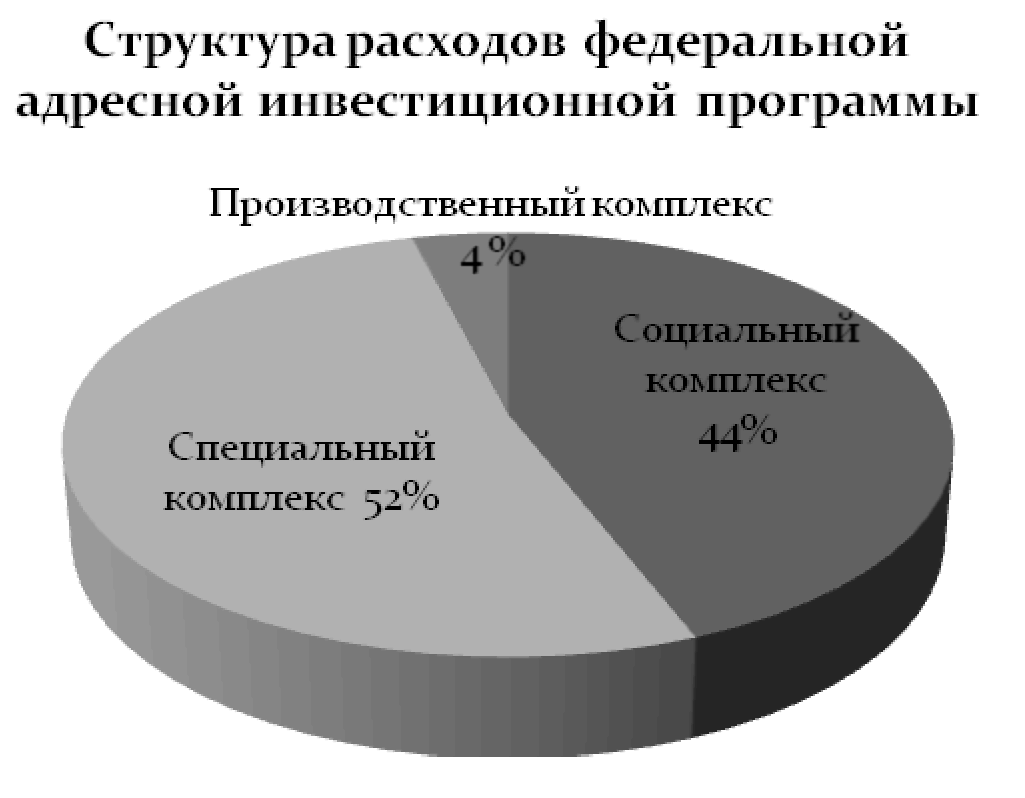 Структура расходов федеральной
адресной инвестиционной программы
Производственный комплекс
4%
Социальный
комплекс
44%
Специальный
комплекс 52%